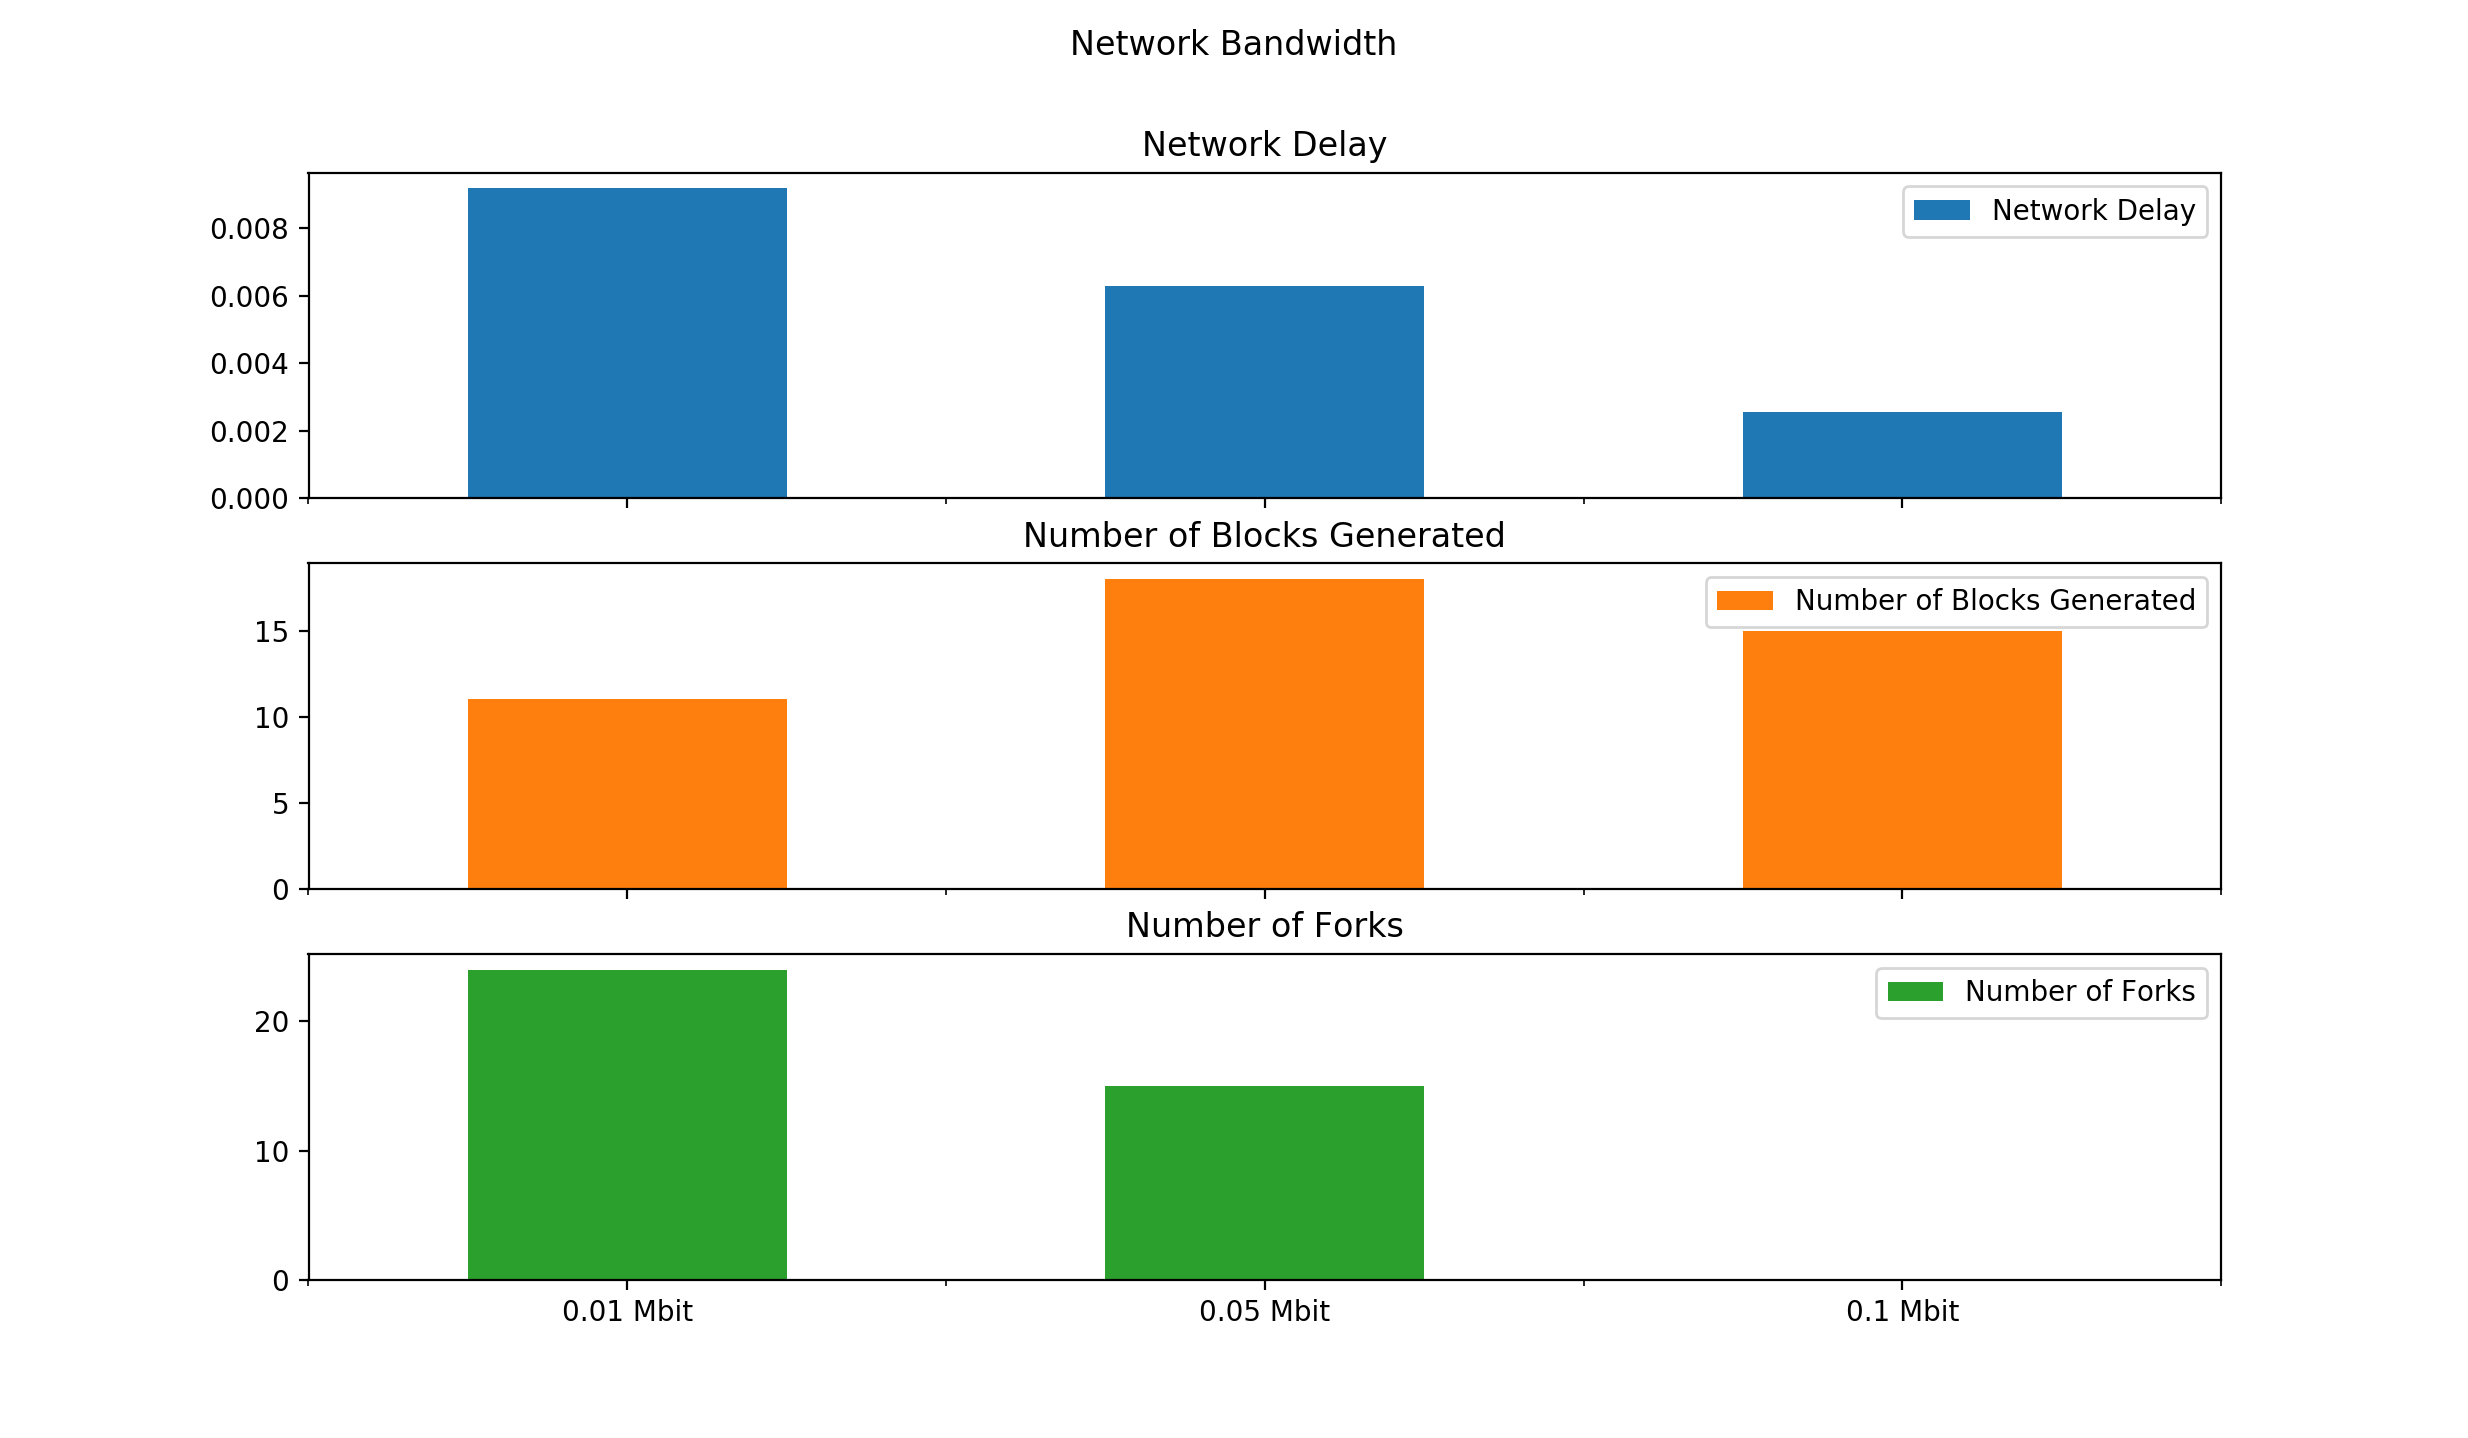 Network Bandwidth
Network Delay
Network Delay
0.008
0.006
0.004
0.002
0.000
Number of Blocks Generated
Number of Blocks Generated
15
10
5
0
Number of Forks
Number of Forks
20
10
0
0.01 Mbit 0.05 Mbit 0.1 Mbit